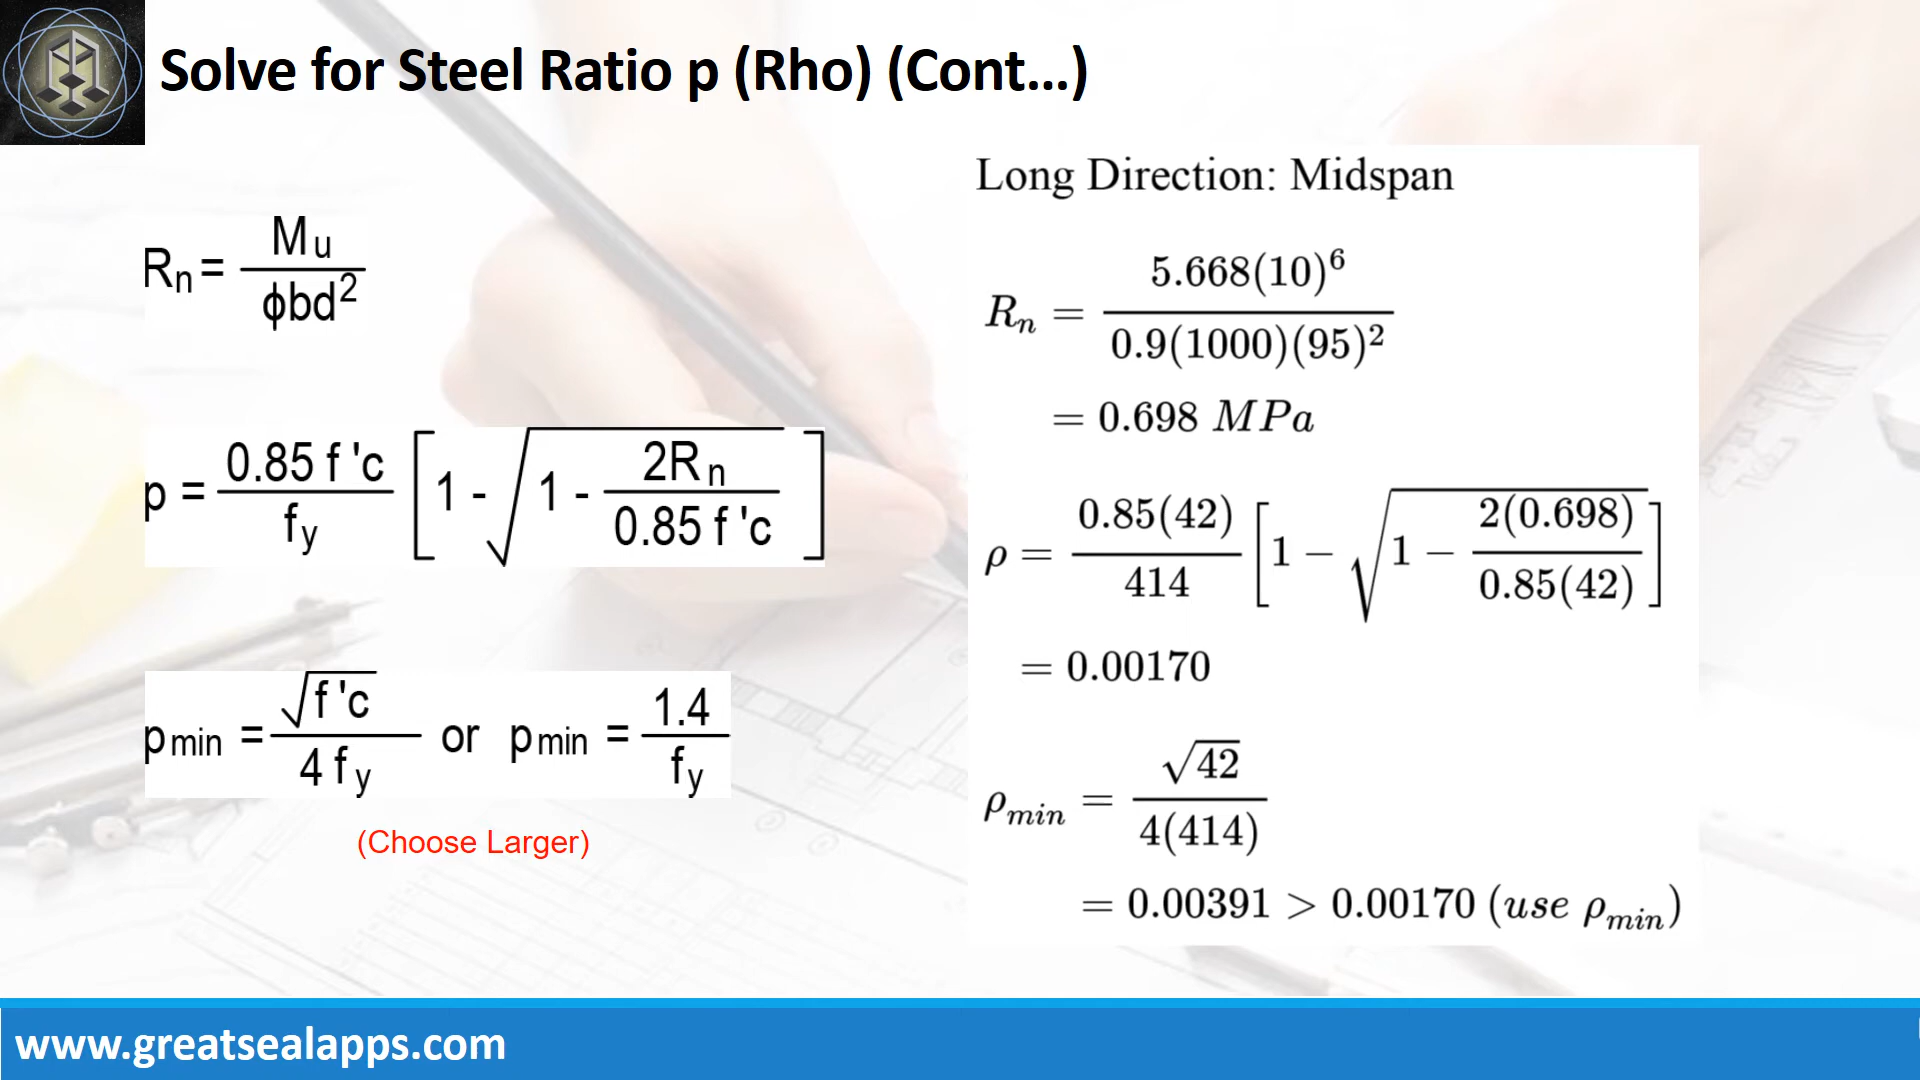 Solve for Steel Ratio p (Rho) (Cont...)
Rn = Mu / ϕbd²
p = 0.85 f 'c / fy [1 - √(1 - 2Rn / 0.85 f 'c)]
pmin = √f 'c / 4 fy or pmin = 1.4 / fy
(Choose Larger)
Long Direction: Midspan
Rn = 5.668(10)⁶ / 0.9(1000)(95)²
= 0.698 MPa
ρ = 0.85(42) / 414 [1 − √(1 − 2(0.698) / 0.85(42))]
= 0.00170
ρmin = √42 / 4(414)
= 0.00391 > 0.00170 (use ρmin)
www.greatsealapps.com